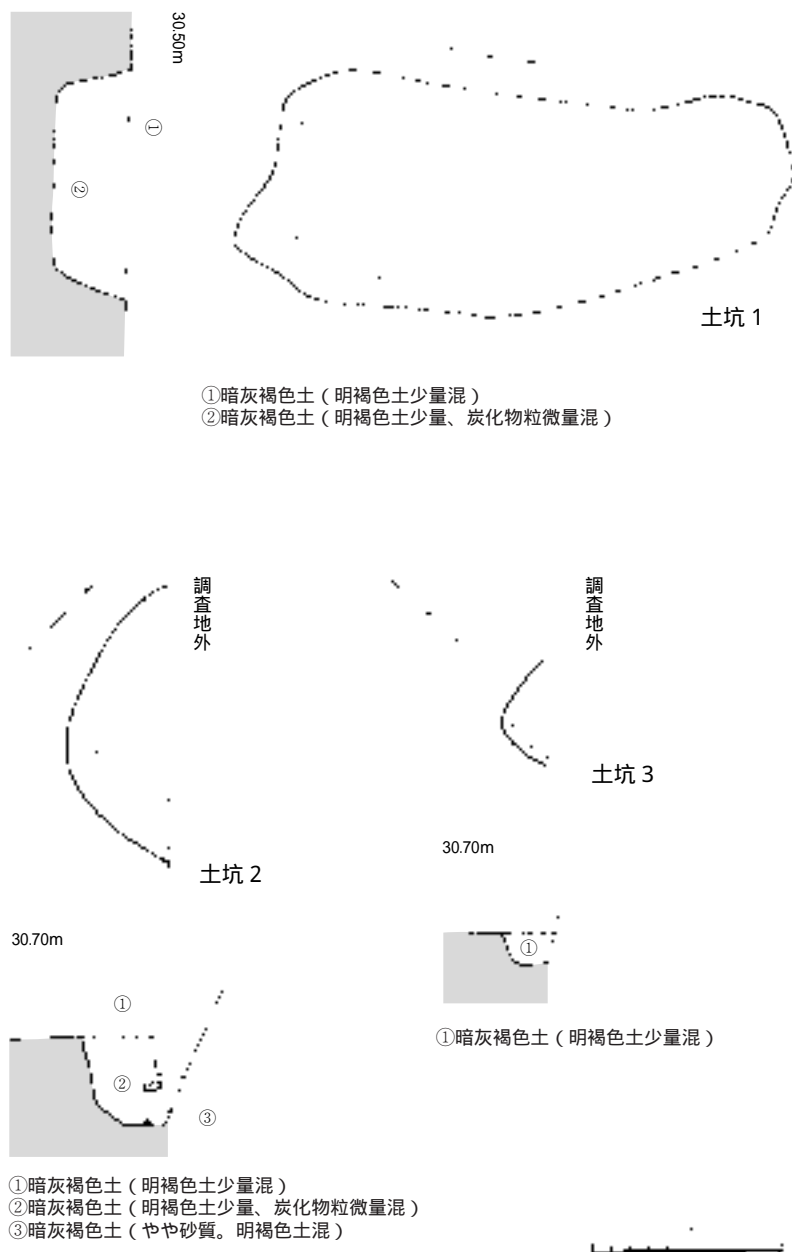 30.50m
①
②
土坑 1
①暗灰褐色土（明褐色土少量混）
②暗灰褐色土（明褐色土少量、炭化物粒微量混）
調査地外
土坑 2
調査地外
土坑 3
30.70m
①
②
③
①暗灰褐色土（明褐色土少量混）
②暗灰褐色土（明褐色土少量、炭化物粒微量混）
③暗灰褐色土（やや砂質。明褐色土混）
30.70m
①
①暗灰褐色土（明褐色土少量混）